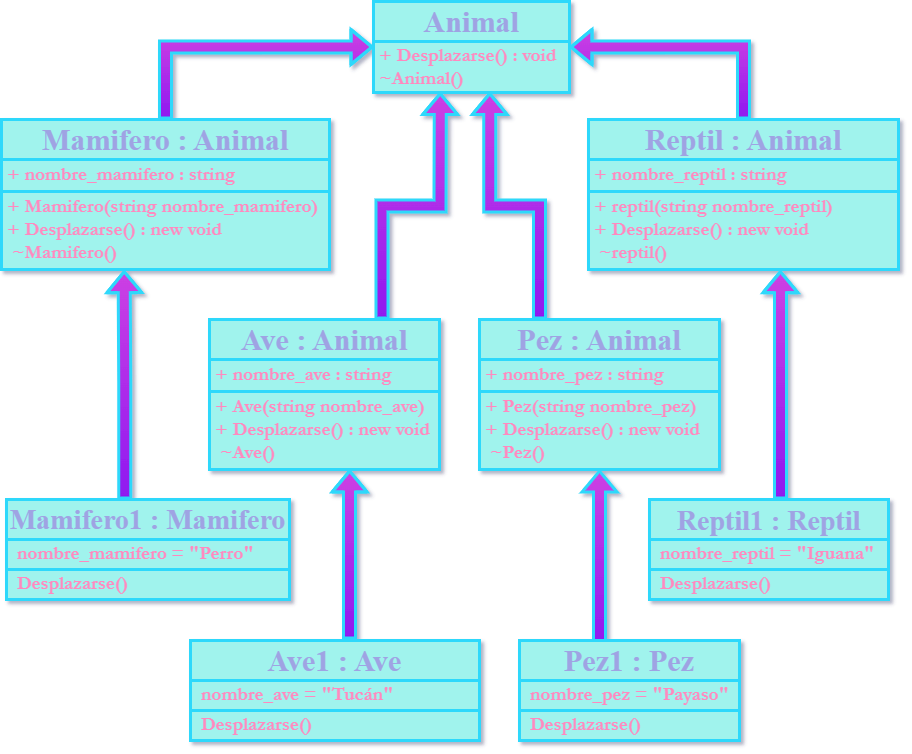 Animal
+ Desplazarse() : void
~Animal()
Mamifero : Animal
+ nombre_mamifero : string
+ Mamifero(string nombre_mamifero)
+ Desplazarse() : new void
~Mamifero()
Reptil : Animal
+ nombre_reptil : string
+ reptil(string nombre_reptil)
+ Desplazarse() : new void
~reptil()
Ave : Animal
+ nombre_ave : string
+ Ave(string nombre_ave)
+ Desplazarse() : new void
~Ave()
Pez : Animal
+ nombre_pez : string
+ Pez(string nombre_pez)
+ Desplazarse() : new void
~Pez()
Mamifero1 : Mamifero
nombre_mamifero = "Perro"
Desplazarse()
Reptil1 : Reptil
nombre_reptil = "Iguana"
Desplazarse()
Ave1 : Ave
nombre_ave = "Tucán"
Desplazarse()
Pez1 : Pez
nombre_pez = "Payaso"
Desplazarse()